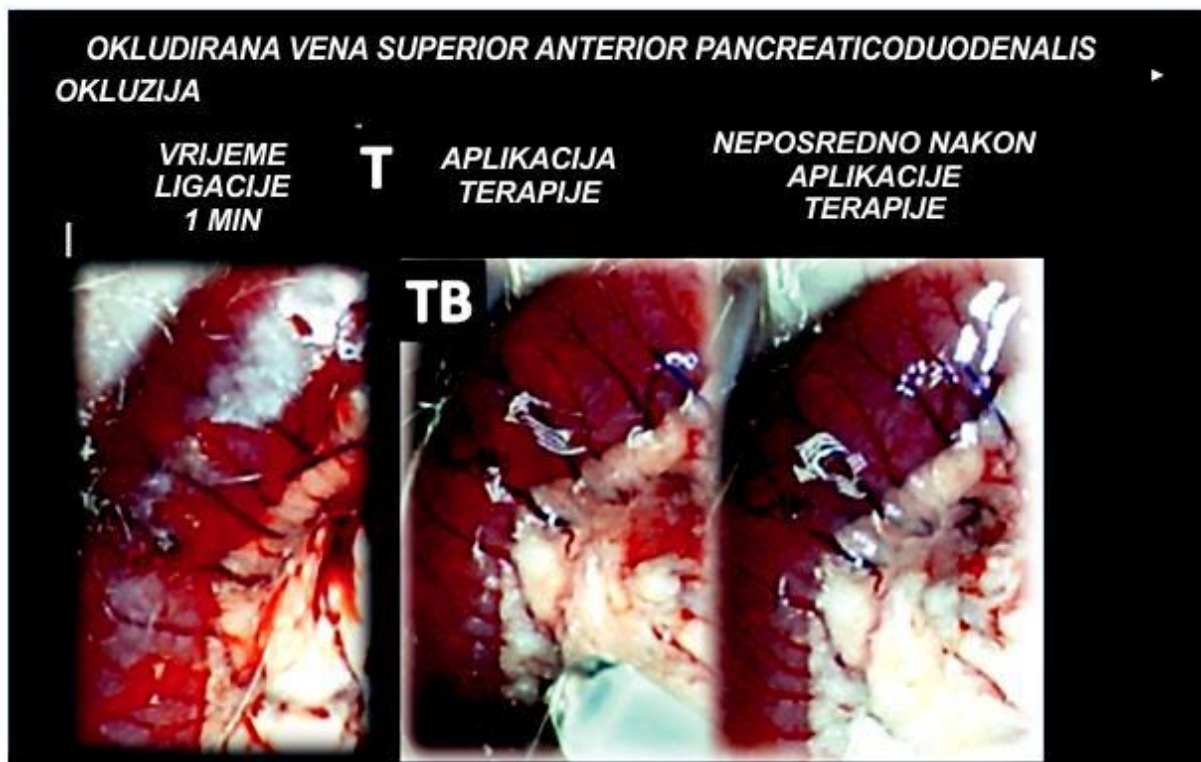 OKLUDIRANA VENA SUPERIOR ANTERIOR PANCREATICODUODENALIS
OKLUZIJA
VRIJEME
LIGACIJE
1 MIN
T
APLIKACIJA
TERAPIJE
NEPOSREDNO NAKON
APLIKACIJE
TERAPIJE
TB